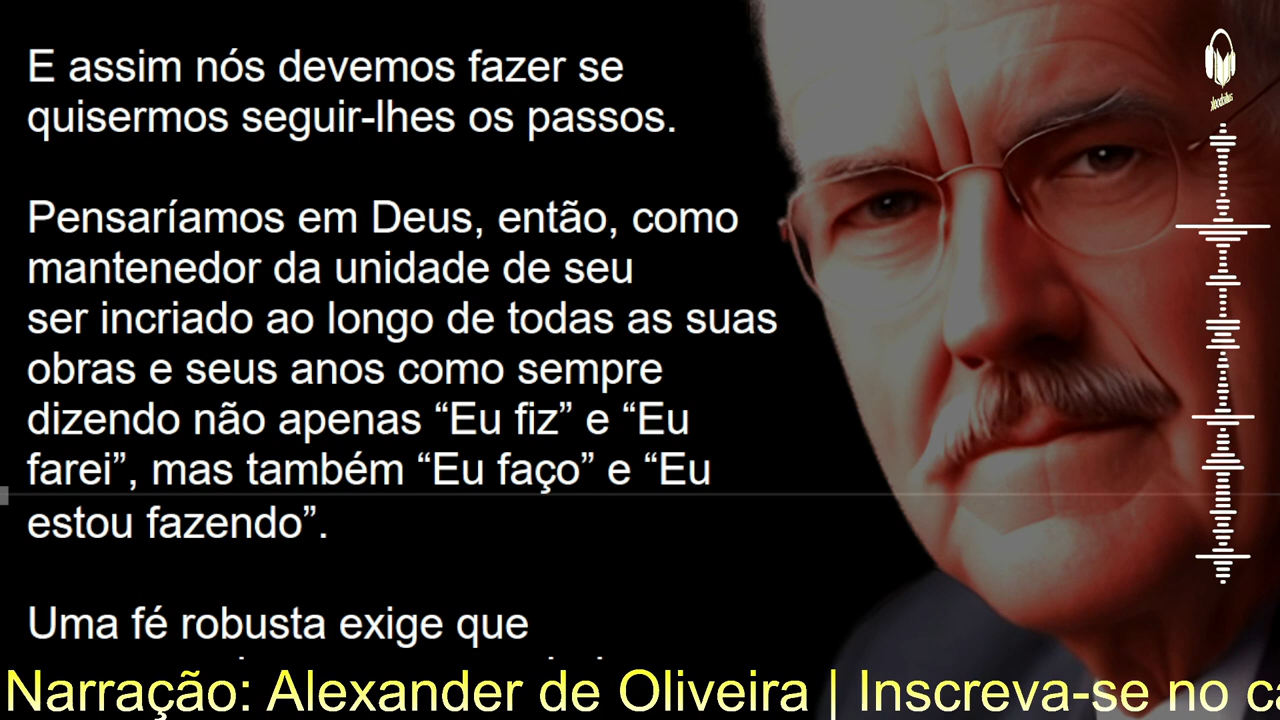 E assim nós devemos fazer se
quisermos seguir-lhes os passos.
Pensaríamos em Deus, então, como
mantenedor da unidade de seu
ser incriado ao longo de todas as suas
obras e seus anos como sempre
dizendo não apenas “Eu fiz” e “Eu
farei”, mas também “Eu faço” e “Eu
estou fazendo”.
Uma fé robusta exige que
Narração: Alexander de Oliveira | Inscreva-se no ca